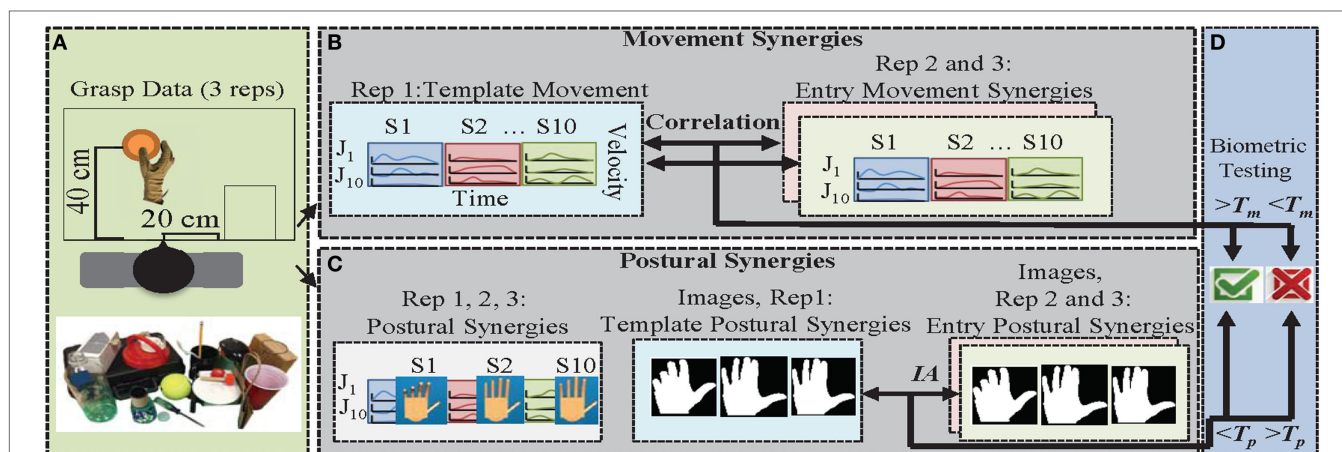 A
Grasp Data (3 reps)
40 cm
20 cm
B
Movement Synergies
Rep 1:Template Movement
S1 S2 … S10
J1
J10
Velocity
Time
Correlation
Rep 2 and 3:
Entry Movement Synergies
S1 S2 … S10
J1
J10
C
Postural Synergies
Rep 1, 2, 3:
Postural Synergies
S1 S2 S10
J1
J10
Images, Rep1:
Template Postural Synergies
IA
Images,
Rep 2 and 3:
Entry Postural Synergies
D
Biometric
Testing
>Tm <Tm
<Tp >Tp